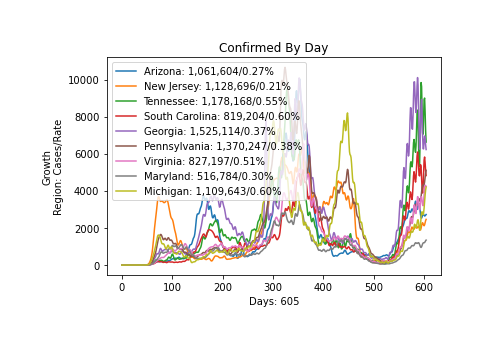 Confirmed By Day
Growth
Region: Cases/Rate
10000
8000
6000
4000
2000
0
Arizona: 1,061,604/0.27%
New Jersey: 1,128,696/0.21%
Tennessee: 1,178,168/0.55%
South Carolina: 819,204/0.60%
Georgia: 1,525,114/0.37%
Pennsylvania: 1,370,247/0.38%
Virginia: 827,197/0.51%
Maryland: 516,784/0.30%
Michigan: 1,109,643/0.60%
0 100 200 300 400 500 600
Days: 605